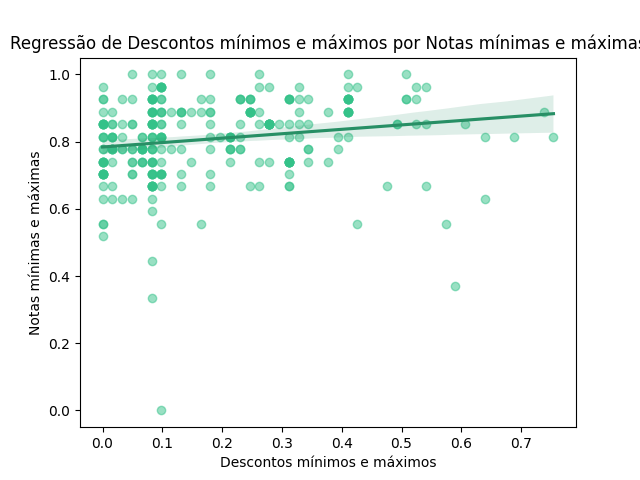 Regressão de Descontos mínimos e máximos por Notas mínimas e máximas
1.0
0.8
0.6
0.4
0.2
0.0
Notas mínimas e máximas
0.0 0.1 0.2 0.3 0.4 0.5 0.6 0.7
Descontos mínimos e máximos